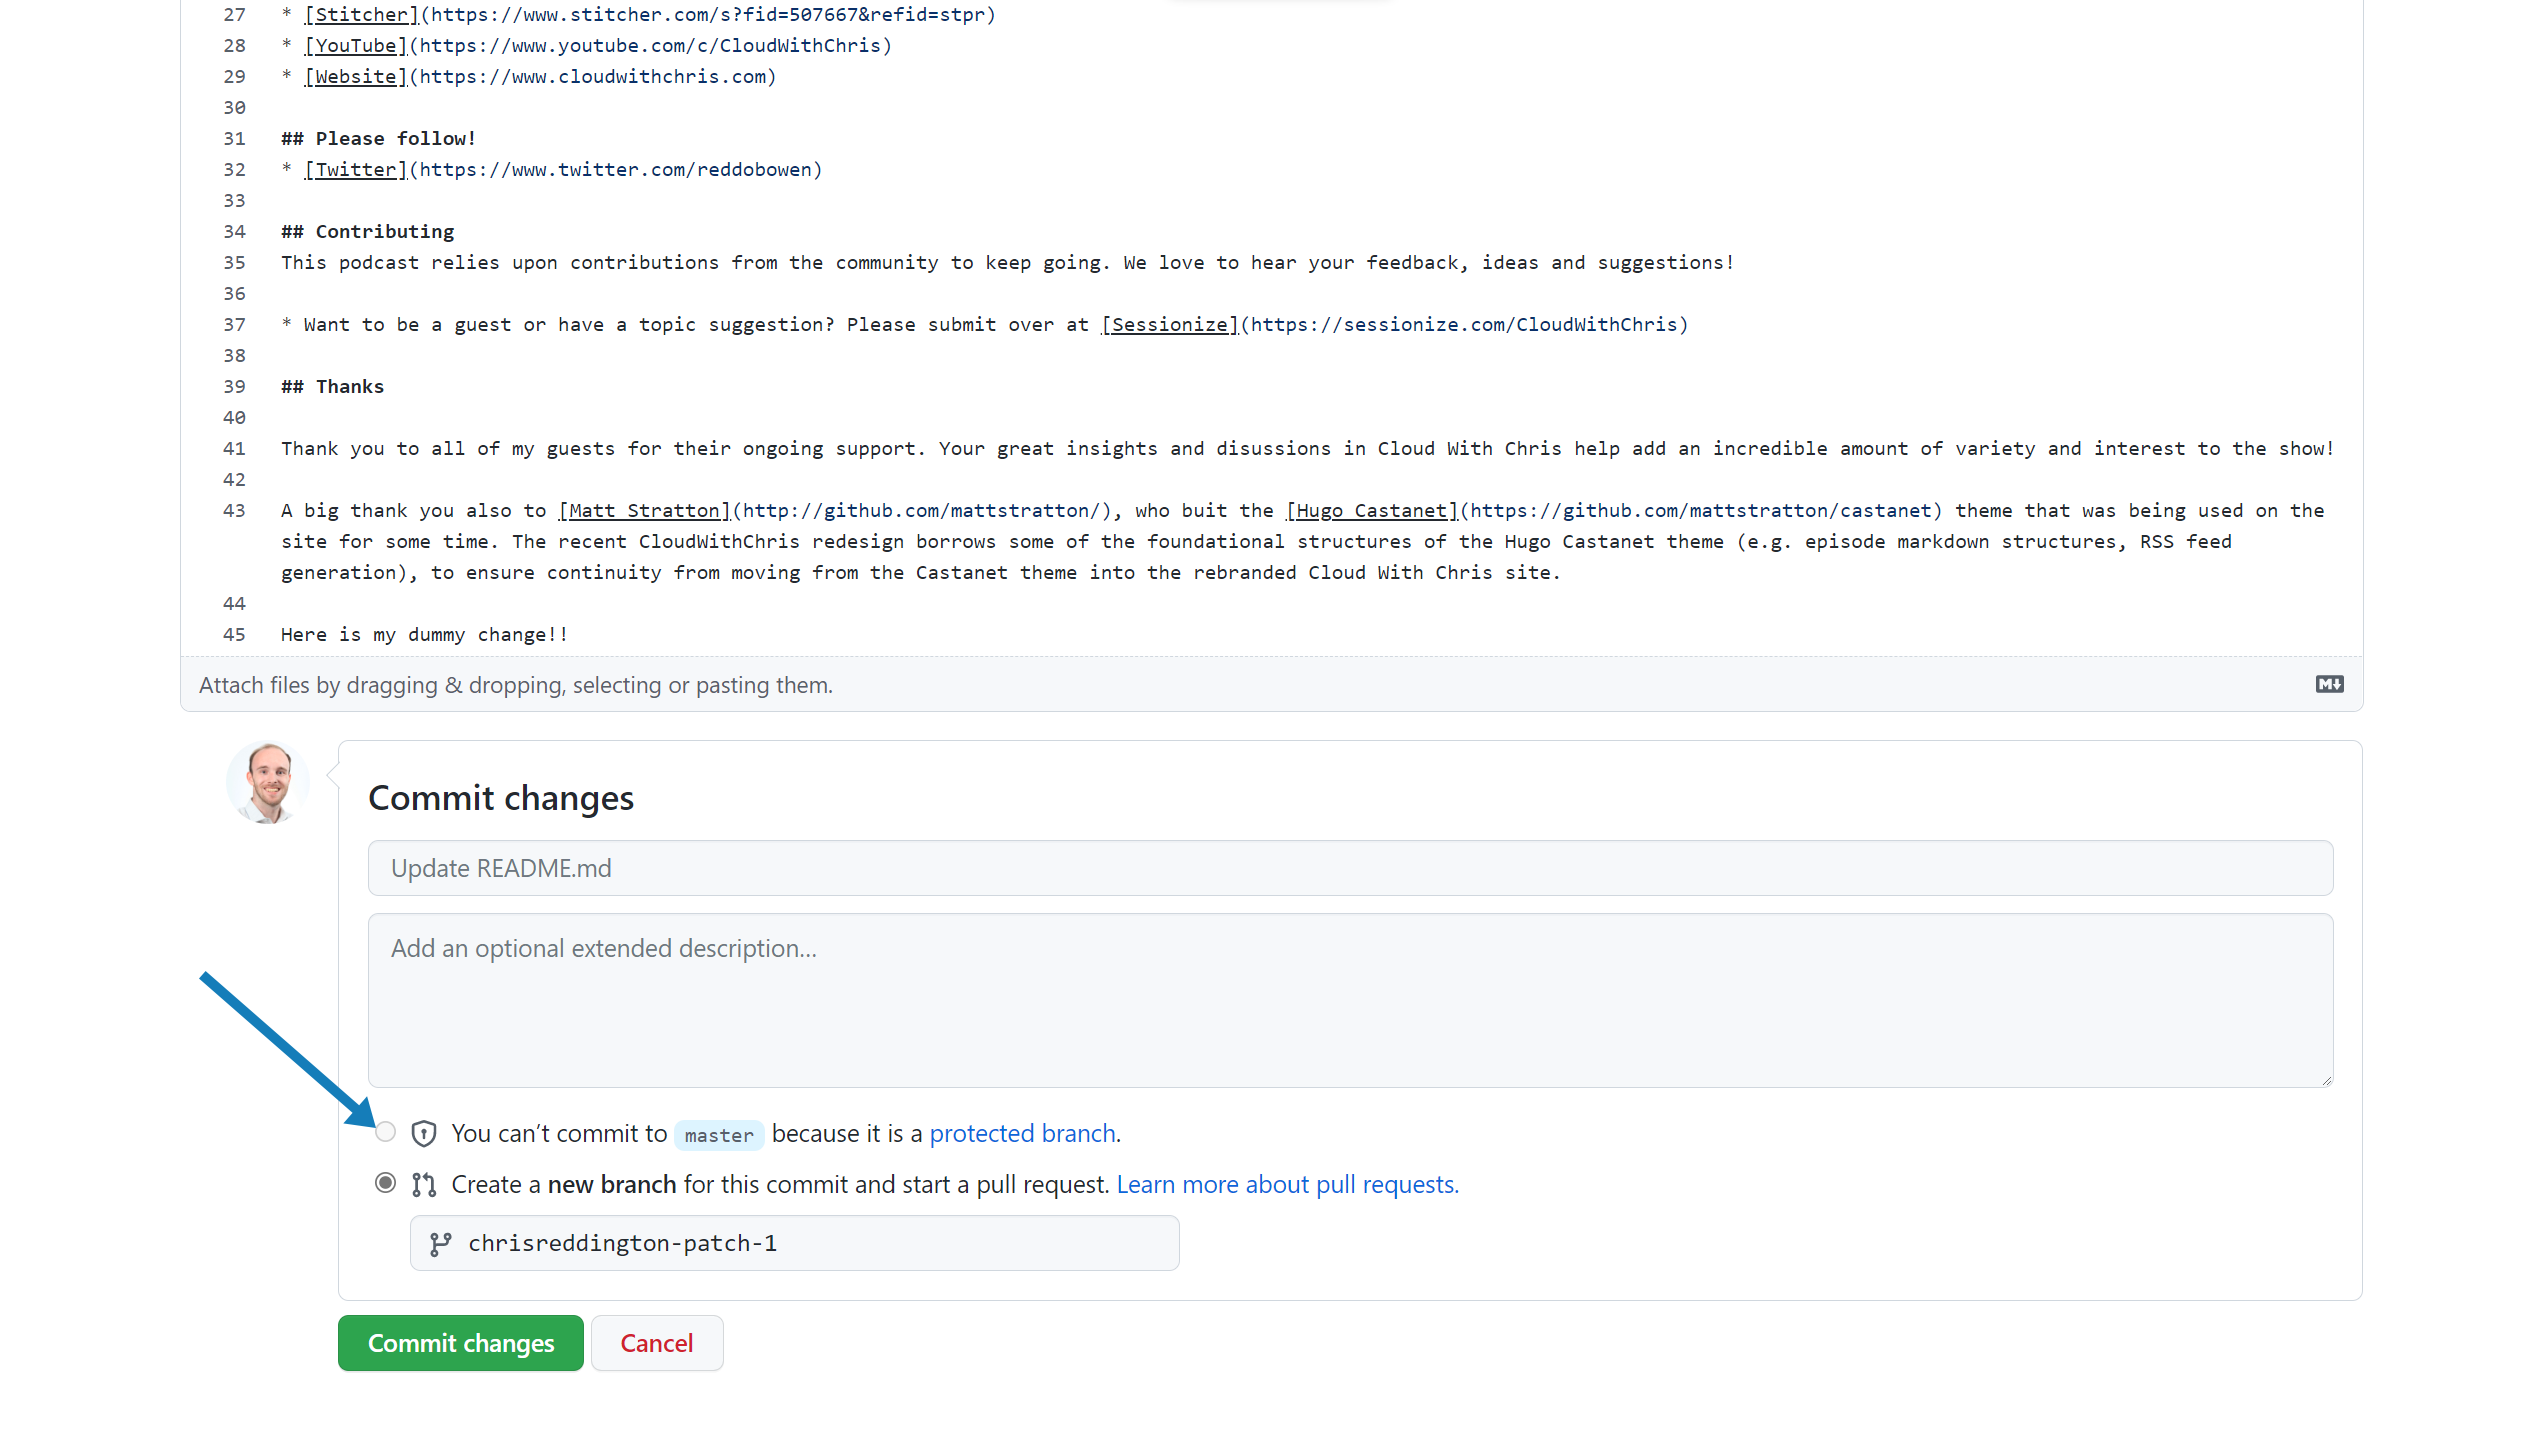 27 * [Stitcher](https://www.stitcher.com/s?fid=507667&refid=stpr)
28 * [YouTube](https://www.youtube.com/c/CloudWithChris)
29 * [Website](https://www.cloudwithchris.com)
30
31 ## Please follow!
32 * [Twitter](https://www.twitter.com/reddobowen)
33
34 ## Contributing
35 This podcast relies upon contributions from the community to keep going. We love to hear your feedback, ideas and suggestions!
36
37 * Want to be a guest or have a topic suggestion? Please submit over at [Sessionize](https://sessionize.com/CloudWithChris)
38
39 ## Thanks
40
41 Thank you to all of my guests for their ongoing support. Your great insights and disussions in Cloud With Chris help add an incredible amount of variety and interest to the show!
42
43 A big thank you also to [Matt Stratton](http://github.com/mattstratton/), who buit the [Hugo Castanet](https://github.com/mattstratton/castanet) theme that was being used on the
site for some time. The recent CloudWithChris redesign borrows some of the foundational structures of the Hugo Castanet theme (e.g. episode markdown structures, RSS feed
generation), to ensure continuity from moving from the Castanet theme into the rebranded Cloud With Chris site.
44
45 Here is my dummy change!!
Attach files by dragging & dropping, selecting or pasting them.
Commit changes
Update README.md
Add an optional extended description...
You can't commit to master because it is a protected branch.
Create a new branch for this commit and start a pull request. Learn more about pull requests.
chrisreddington-patch-1
Commit changes Cancel